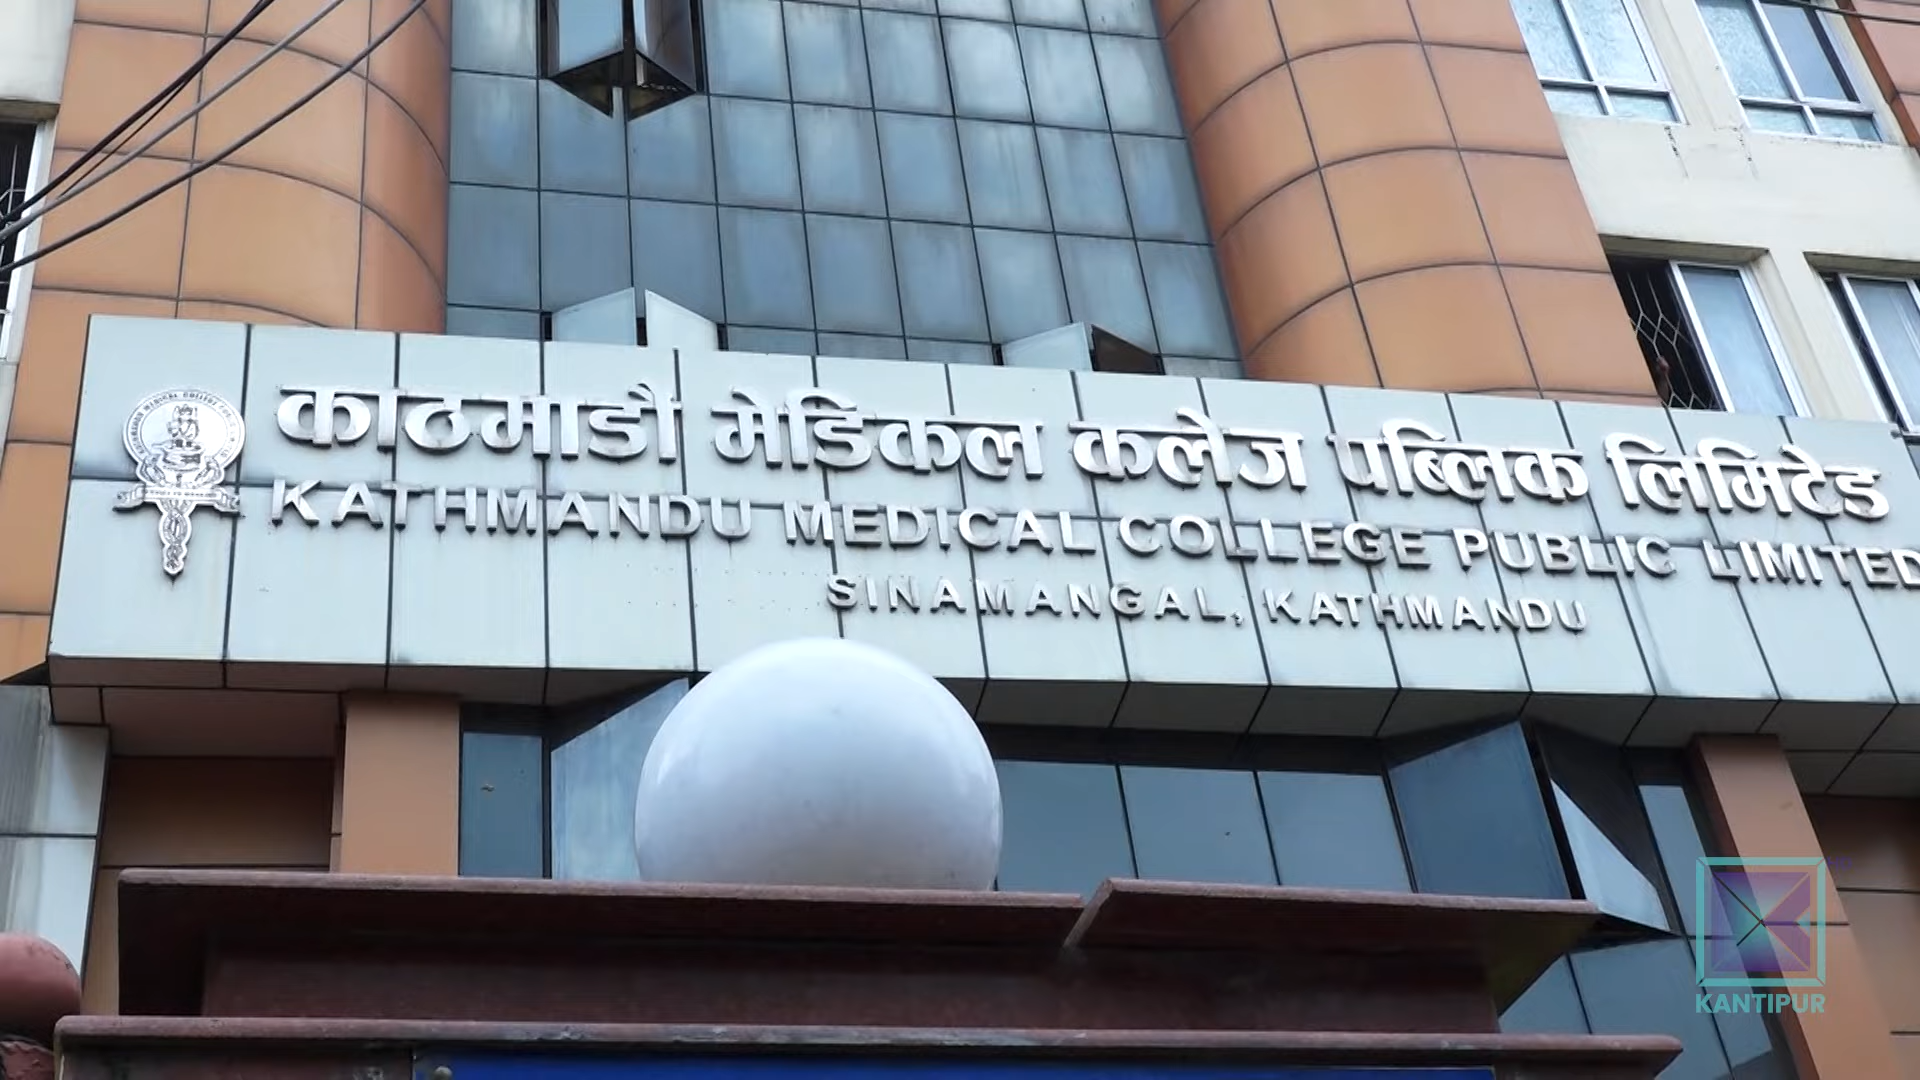 काठमाडौं मेडिकल कलेज पब्लिक लिमिटेड
KATHMANDU MEDICAL COLLEGE PUBLIC LIMITED
SINAMANGAL, KATHMANDU
KANTIPUR